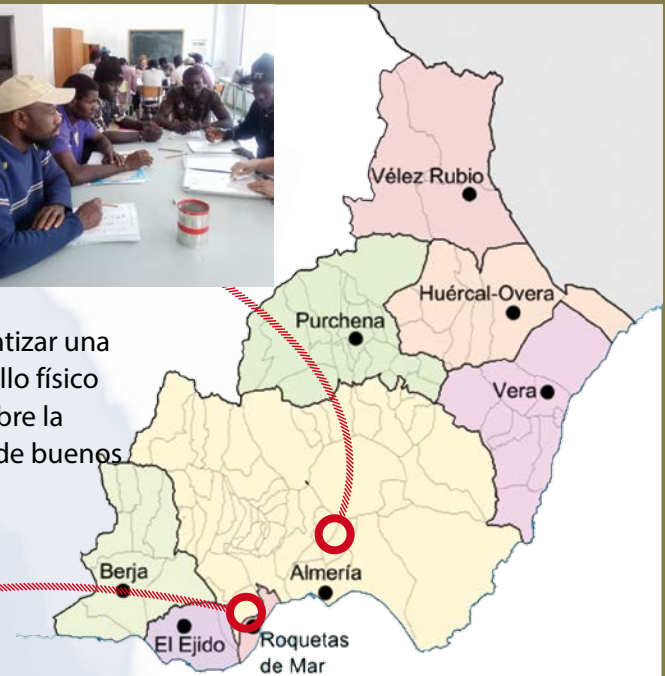 ntizar una
llo físico
bre la
de buenos
Vélez Rubio
Huércal-Overa
Purchena
Vera
Berja
Almería
El Ejido
Roquetas
de Mar